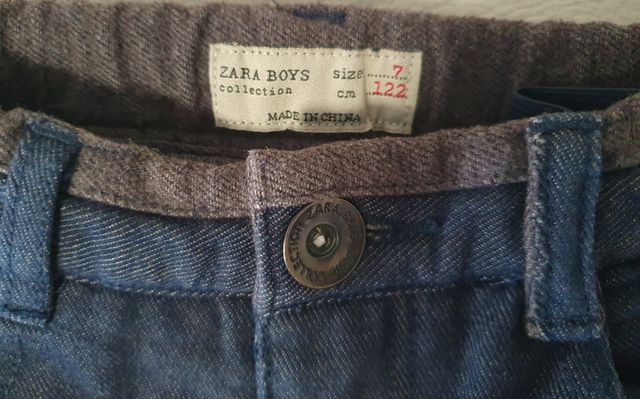 ZARA BOYS size ........ 7
collection cm ..122
MADE IN CHINA
ZARA BOYS COLLECTION